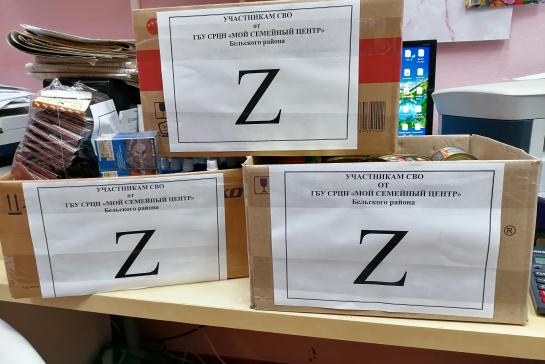 УЧАСТНИКАМ СВО
от
ГБУ СРЦН «МОЙ СЕМЕЙНЫЙ ЦЕНТР»
Бельского района
Z
УЧАСТНИКАМ СВО
от
ГБУ СРЦН «МОЙ СЕМЕЙНЫЙ ЦЕНТР»
Бельского района
Z
УЧАСТНИКАМ СВО
ОТ
ГБУ СРЦН «МОЙ СЕМЕЙНЫЙ ЦЕНТР»
Бельского района
Z
®